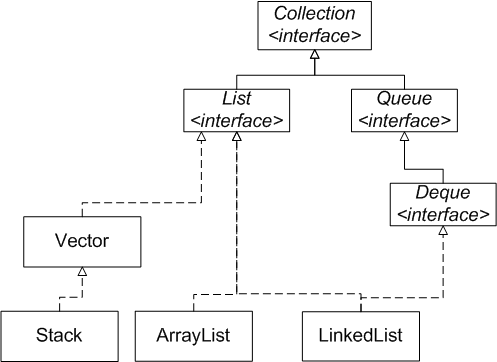 Collection
<interface>
List
<interface>
Queue
<interface>
Deque
<interface>
Vector
Stack
ArrayList
LinkedList